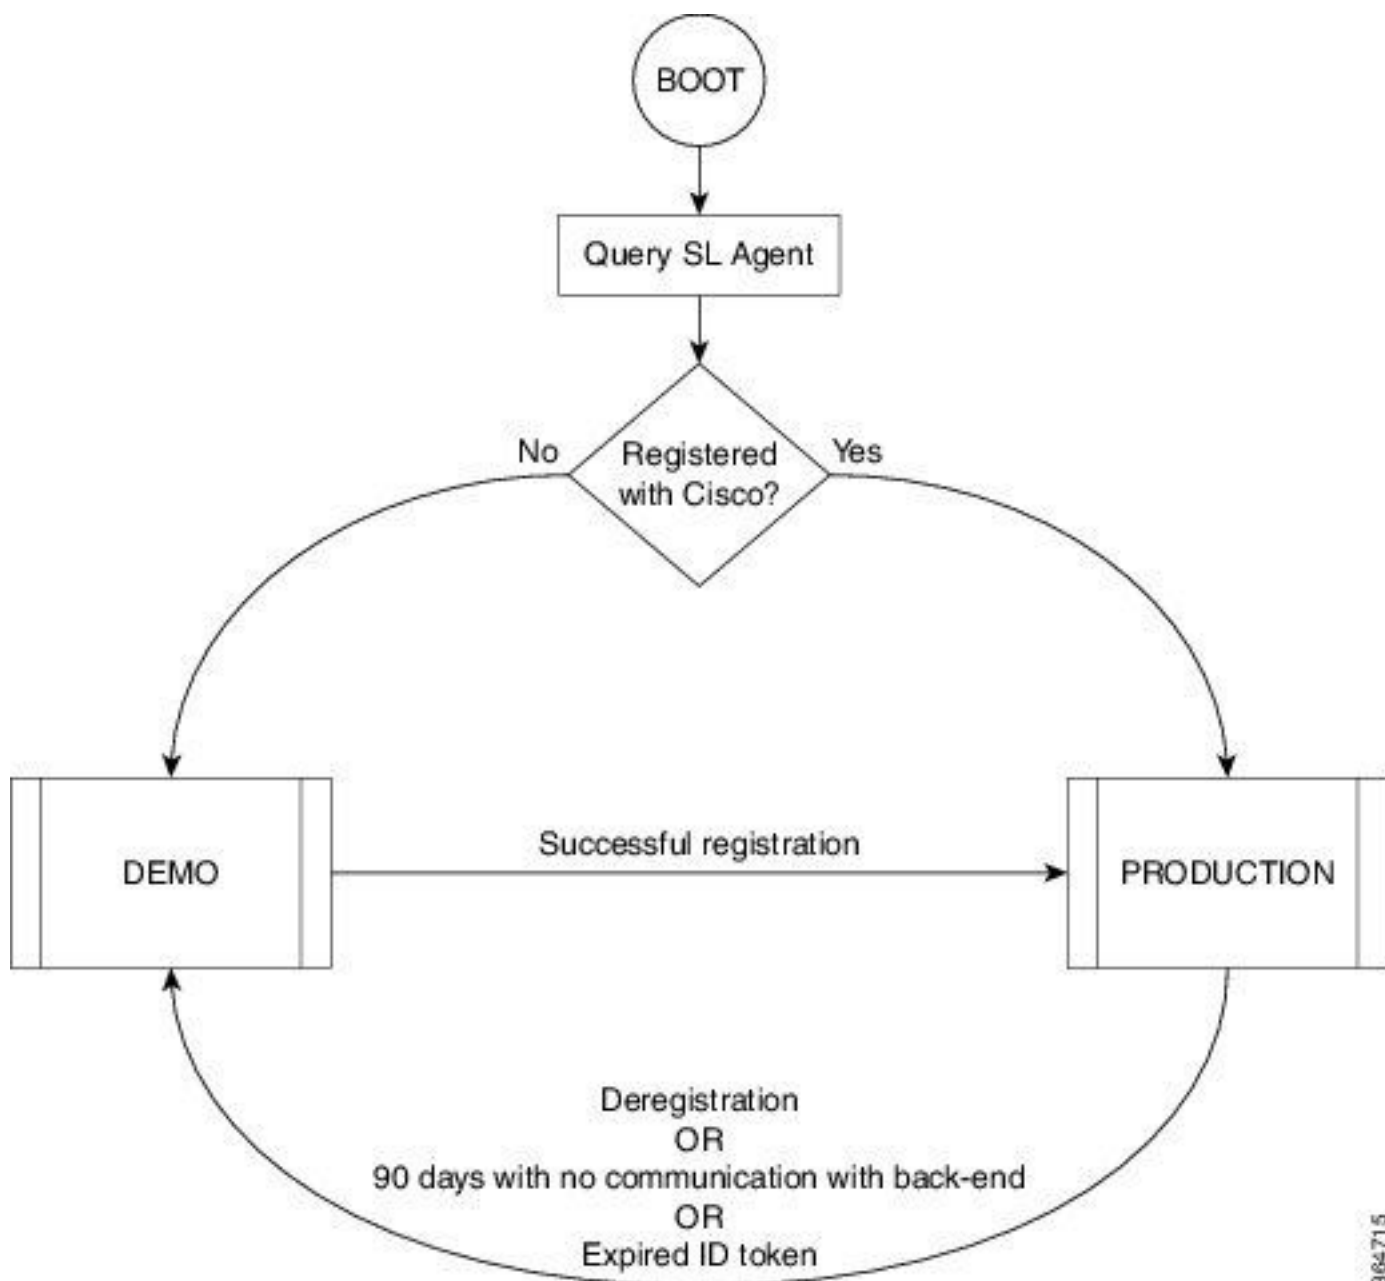 BOOT
Query SL Agent
No
Registered
with Cisco?
Yes
DEMO
Successful registration
PRODUCTION
Deregistration
OR
90 days with no communication with back-end
OR
Expired ID token